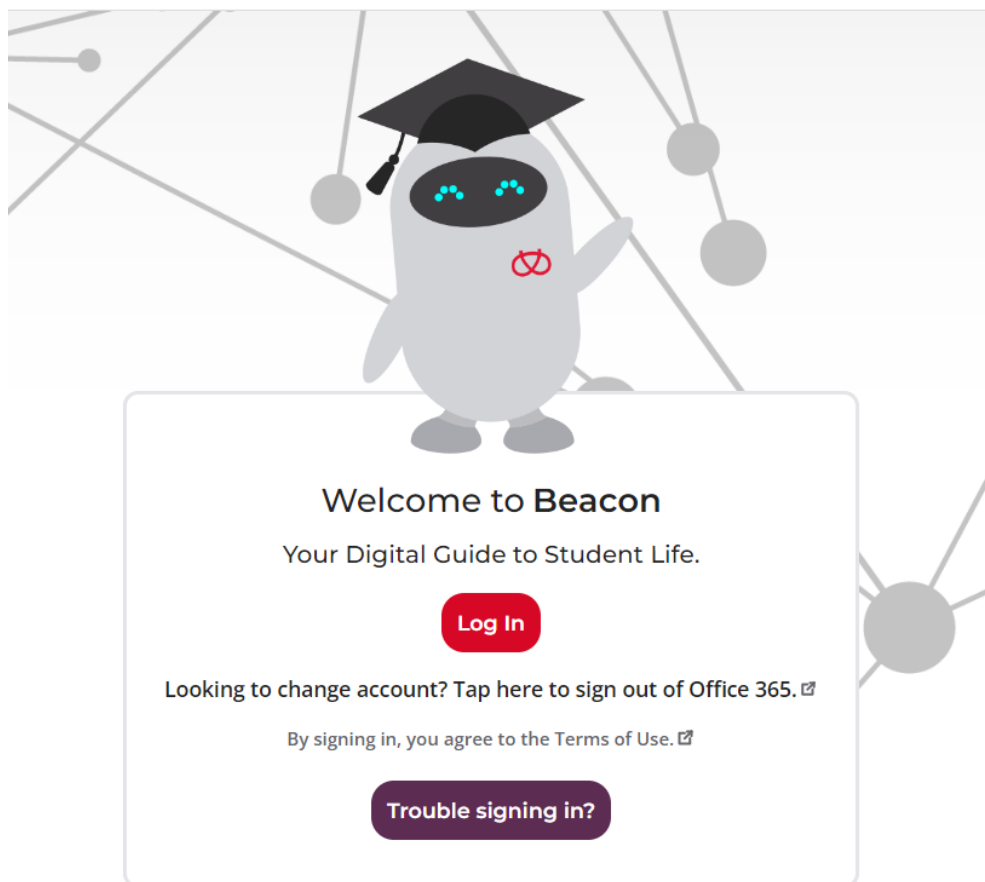 Welcome to Beacon
Your Digital Guide to Student Life.
Log In
Looking to change account? Tap here to sign out of Office 365.
By signing in, you agree to the Terms of Use.
Trouble signing in?